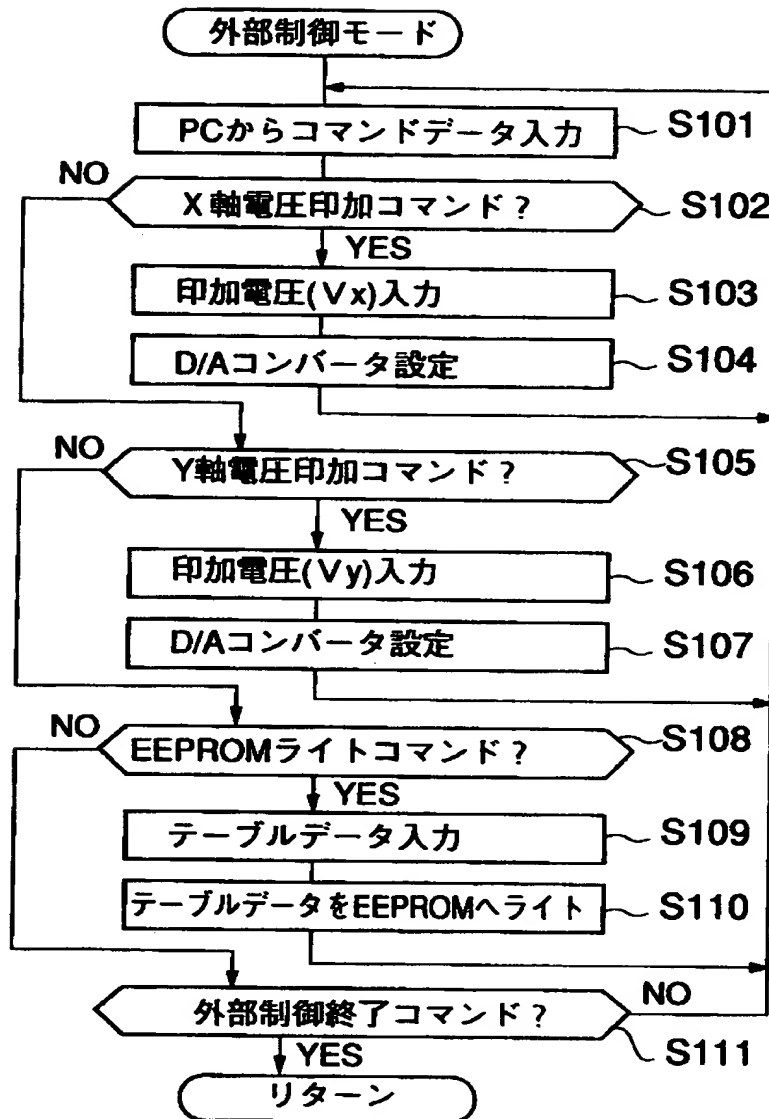 外部制御モード
PCからコマンドデータ入力 S101
NO
X軸電圧印加コマンド? S102
YES
印加電圧(Vx)入力 S103
D/Aコンバータ設定 S104
NO
Y軸電圧印加コマンド? S105
YES
印加電圧(Vy)入力 S106
D/Aコンバータ設定 S107
NO
EEPROMライトコマンド? S108
YES
テーブルデータ入力 S109
テーブルデータをEEPROMへライト S110
外部制御終了コマンド? NO
S111
YES
リターン